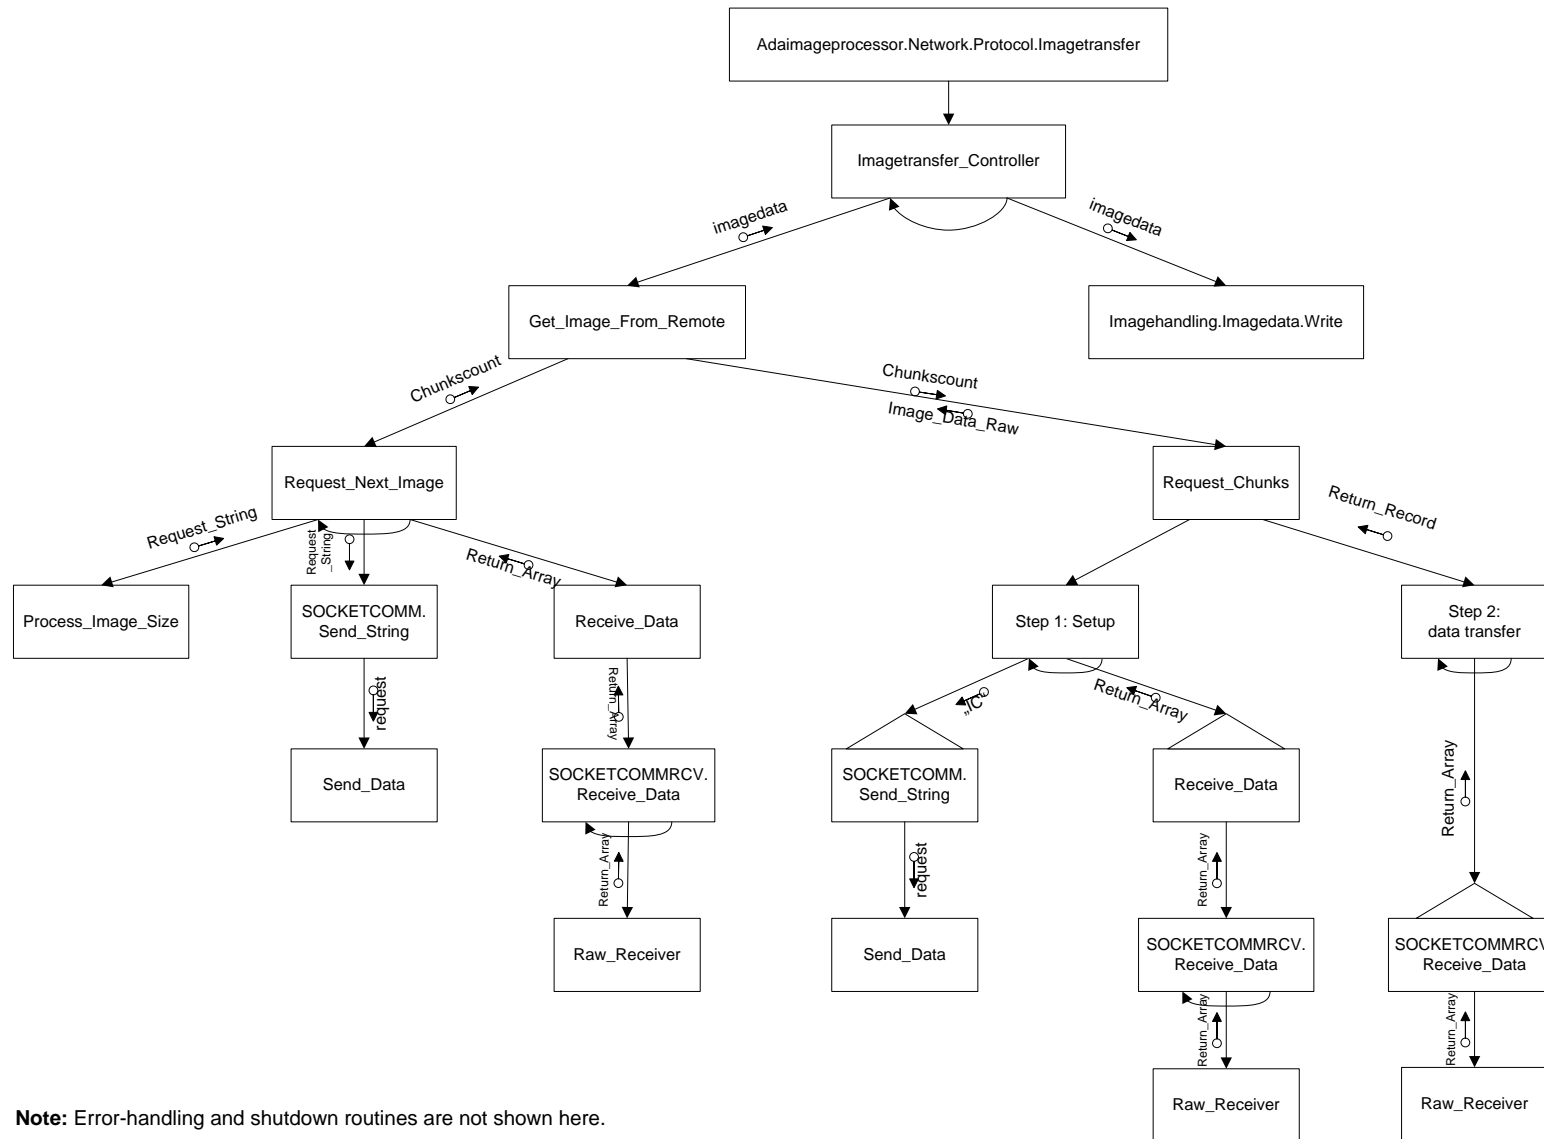 Adaimageprocessor.Network.Protocol.Imagetransfer
Imagetransfer_Controller
imagedata
imagedata
Get_Image_From_Remote
Imagehandling.Imagedata.Write
Chunkscount
Chunkscount
Image_Data_Raw
Request_Next_Image
Request_Chunks
Request_String
Request
_String
Return_Array
Return_Record
Process_Image_Size
SOCKETCOMM.
Send_String
Receive_Data
Step 1: Setup
Step 2:
data transfer
request
Return_Array
„IC“
Return_Array
Return_Array
Send_Data
SOCKETCOMMRCV.
Receive_Data
SOCKETCOMM.
Send_String
Receive_Data
Return_Array
request
Return_Array
Raw_Receiver
Send_Data
SOCKETCOMMRCV.
Receive_Data
SOCKETCOMMRCV
Receive_Data
Return_Array
Return_Array
Raw_Receiver
Raw_Receiver
Note: Error-handling and shutdown routines are not shown here.